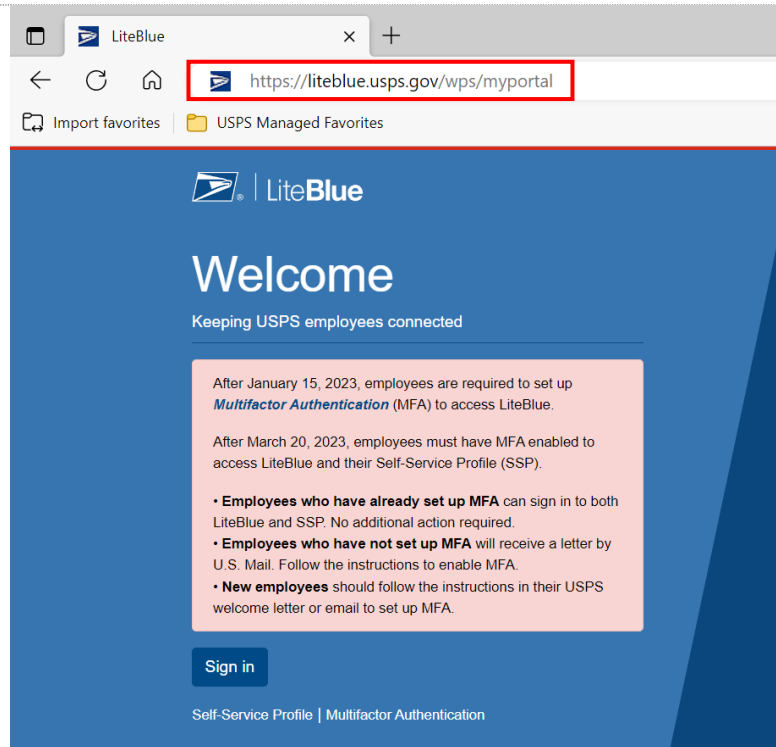 LiteBlue
https://liteblue.usps.gov/wps/myportal
Import favorites
USPS Managed Favorites
LiteBlue
Welcome
Keeping USPS employees connected
After January 15, 2023, employees are required to set up
Multifactor Authentication (MFA) to access LiteBlue.
After March 20, 2023, employees must have MFA enabled to
access LiteBlue and their Self-Service Profile (SSP).
• Employees who have already set up MFA can sign in to both
LiteBlue and SSP. No additional action required.
• Employees who have not set up MFA will receive a letter by
U.S. Mail. Follow the instructions to enable MFA.
• New employees should follow the instructions in their USPS
welcome letter or email to set up MFA.
Sign in
Self-Service Profile | Multifactor Authentication